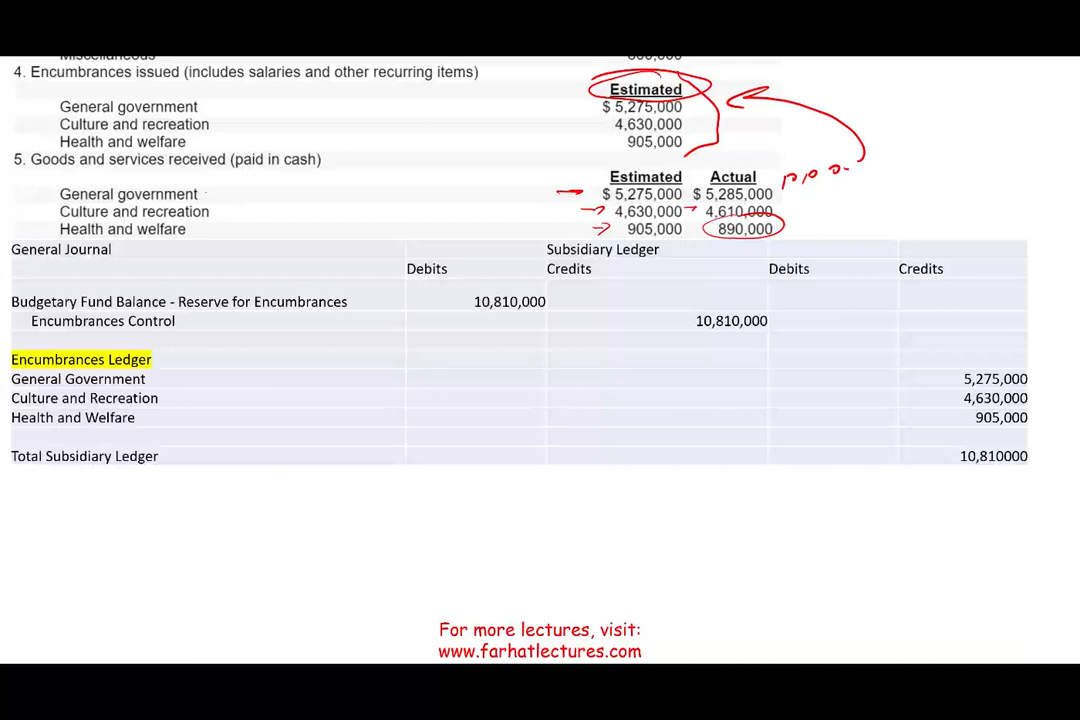 Miscellaneous 600,000
4. Encumbrances issued (includes salaries and other recurring items)
Estimated
General government $ 5,275,000
Culture and recreation 4,630,000
Health and welfare 905,000
5. Goods and services received (paid in cash)
Estimated Actual
General government $ 5,275,000 $ 5,285,000
Culture and recreation 4,630,000 4,610,000
Health and welfare 905,000 890,000
General Journal Subsidiary Ledger
Debits Credits Debits Credits
Budgetary Fund Balance - Reserve for Encumbrances 10,810,000
Encumbrances Control 10,810,000
Encumbrances Ledger
General Government 5,275,000
Culture and Recreation 4,630,000
Health and Welfare 905,000
Total Subsidiary Ledger 10,810000
For more lectures, visit:
www.farhatlectures.com